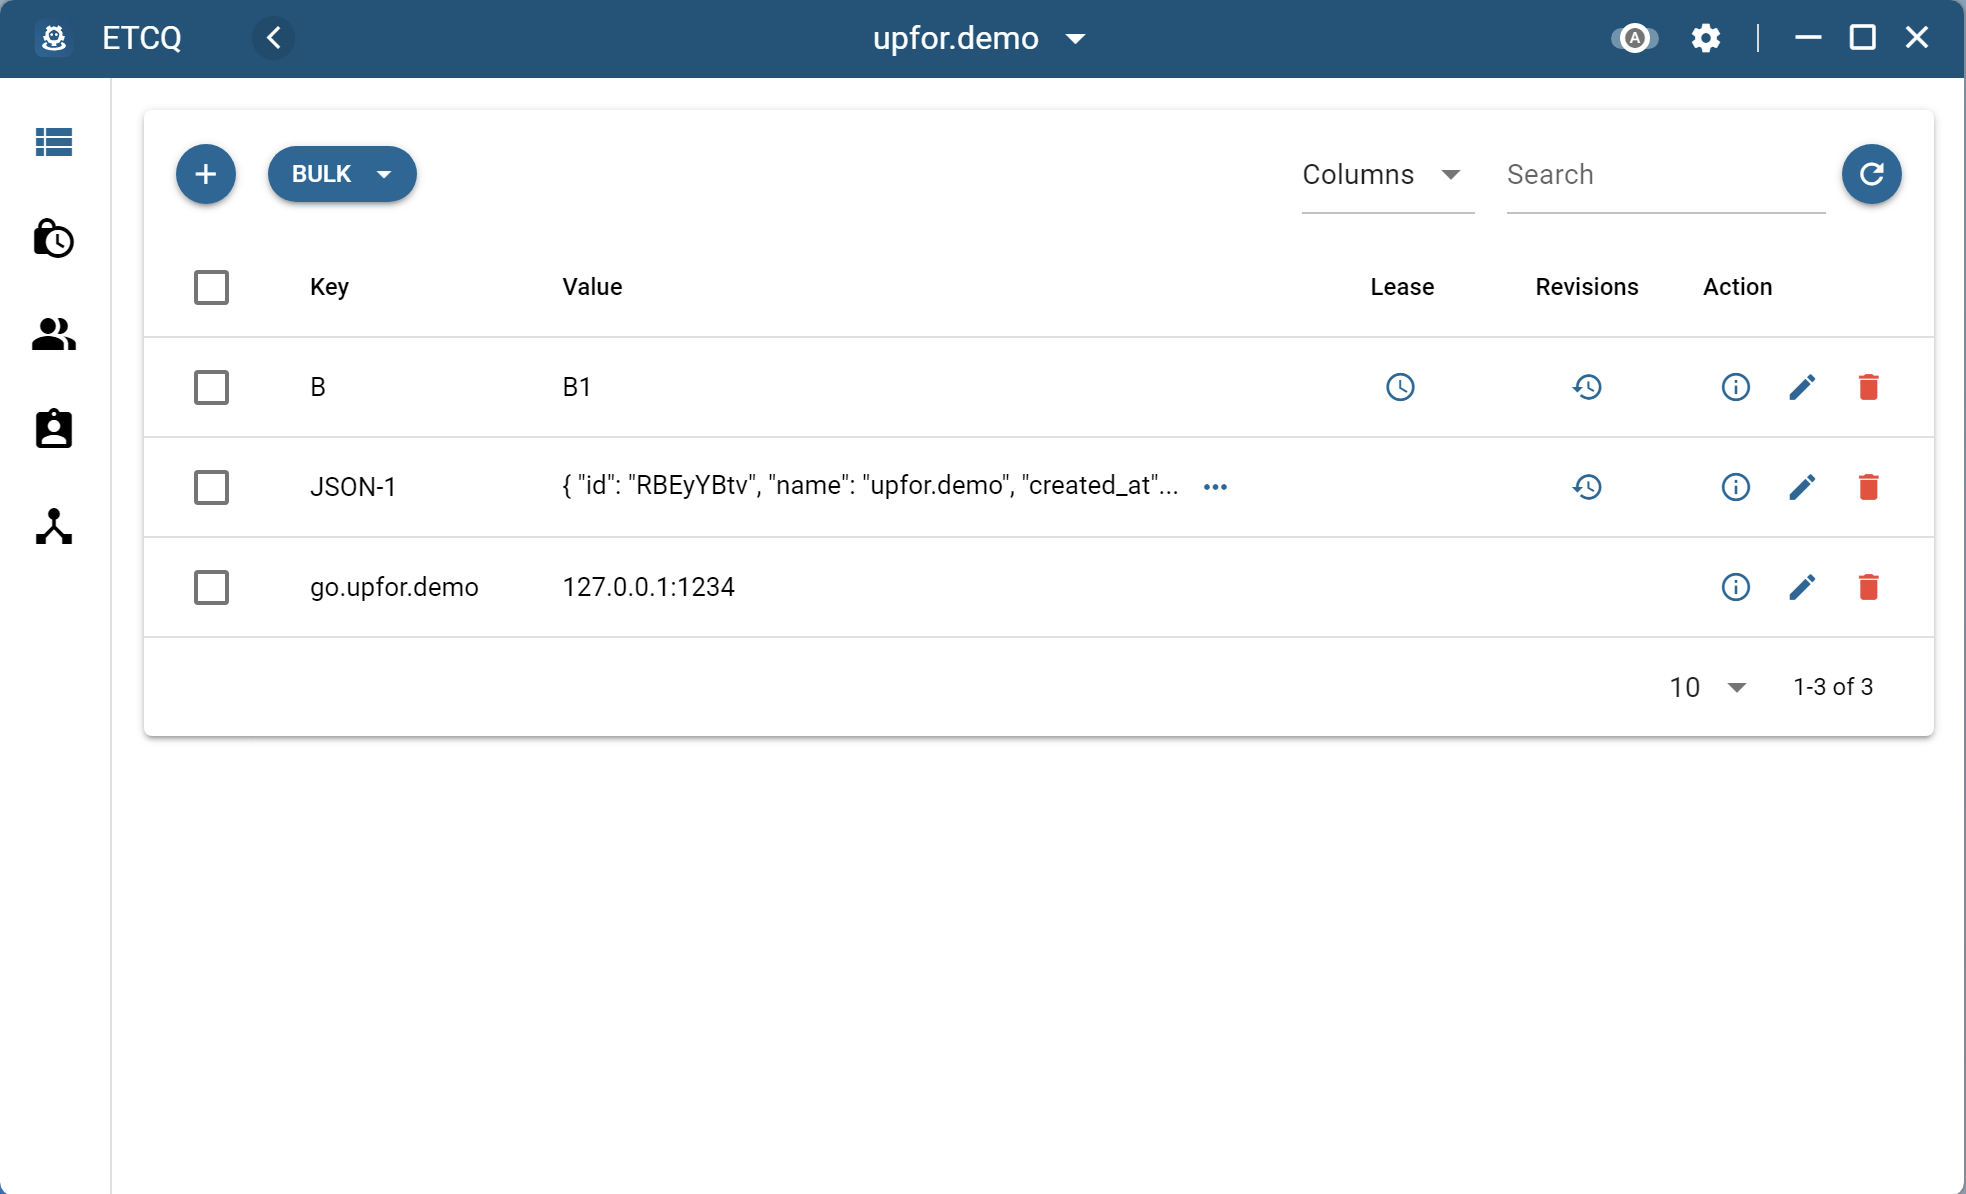 ETCQ
upfor.demo
A
BULK
Columns
Search
Key Value Lease Revisions Action
B B1
JSON-1 { "id": "RBEyYBtv", "name": "upfor.demo", "created_at"...
go.upfor.demo 127.0.0.1:1234
10 1-3 of 3